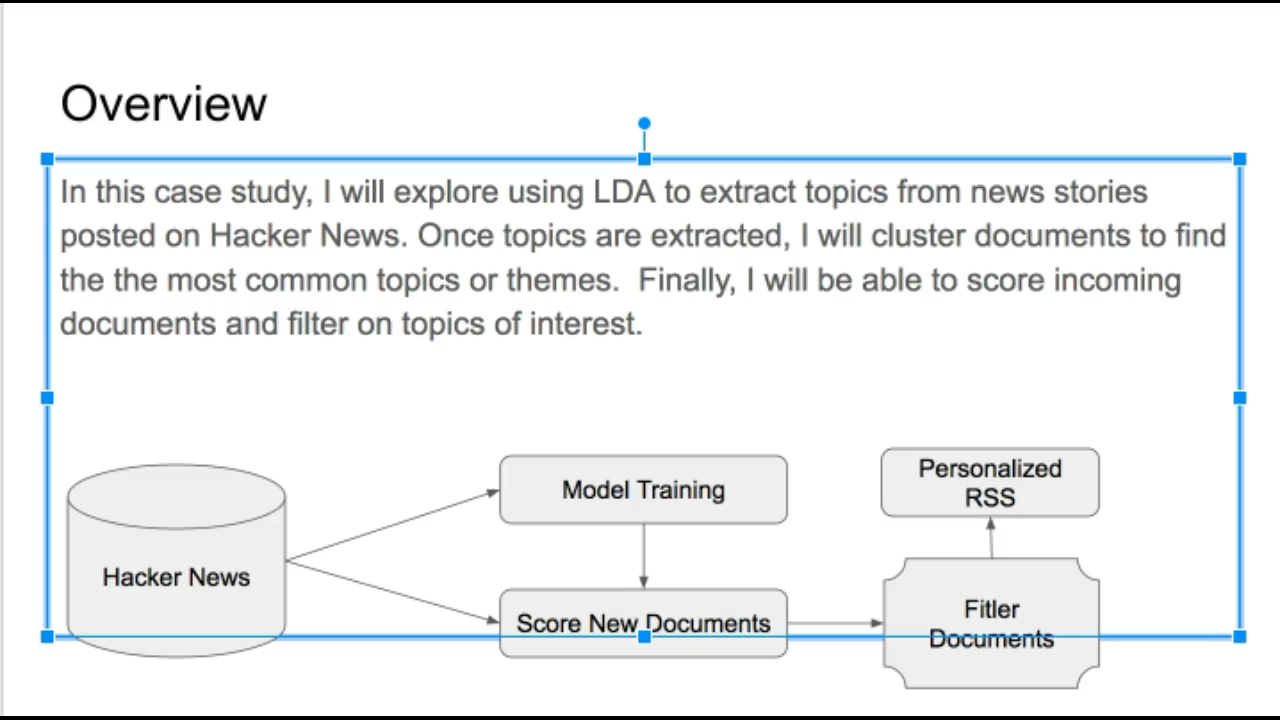 Overview
In this case study, I will explore using LDA to extract topics from news stories
posted on Hacker News. Once topics are extracted, I will cluster documents to find
the the most common topics or themes.  Finally, I will be able to score incoming
documents and filter on topics of interest.
Hacker News
Model Training
Score New Documents
Personalized
RSS
Fitler
Documents